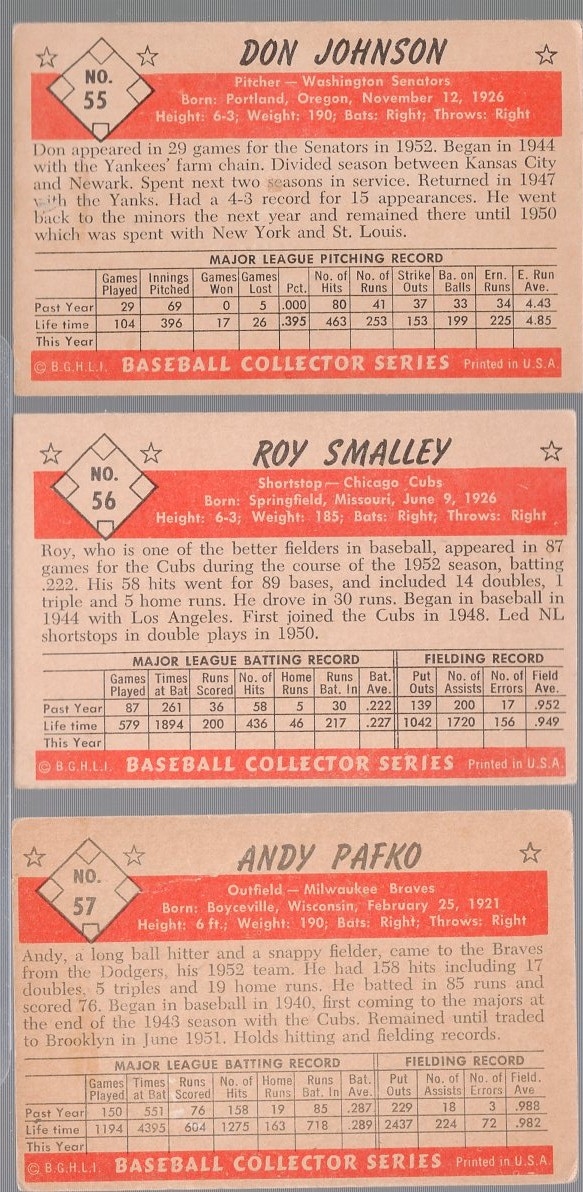 NO.
55
DON JOHNSON
Pitcher — Washington Senators
Born: Portland, Oregon, November 12, 1926
Height: 6-3; Weight: 190; Bats: Right; Throws: Right
Don appeared in 29 games for the Senators in 1952. Began in 1944
with the Yankees' farm chain. Divided season between Kansas City
and Newark. Spent next two seasons in service. Returned in 1947
with the Yanks. Had a 4-3 record for 15 appearances. He went
back to the minors the next year and remained there until 1950
which was spent with New York and St. Louis.
MAJOR LEAGUE PITCHING RECORD
Games Played Innings Pitched Games Won Games Lost Pct. No. of Hits No. of Runs Strike Outs Ba. on Balls Ern. Runs E. Run Ave.
Past Year 29 69 0 5 .000 80 41 37 33 34 4.43
Life time 104 396 17 26 .395 463 253 153 199 225 4.85
This Year
© B.G.H.L.I. BASEBALL COLLECTOR SERIES Printed in U.S.A.
NO.
56
ROY SMALLEY
Shortstop — Chicago Cubs
Born: Springfield, Missouri, June 9, 1926
Height: 6-3; Weight: 185; Bats: Right; Throws: Right
Roy, who is one of the better fielders in baseball, appeared in 87
games for the Cubs during the course of the 1952 season, batting
.222. His 58 hits went for 89 bases, and included 14 doubles, 1
triple and 5 home runs. He drove in 30 runs. Began in baseball in
1944 with Los Angeles. First joined the Cubs in 1948. Led NL
shortstops in double plays in 1950.
MAJOR LEAGUE BATTING RECORD FIELDING RECORD
Games Played Times at Bat Runs Scored No. of Hits Home Runs Runs Bat. In Bat. Ave. Put Outs No. of Assists No. of Errors Field Ave.
Past Year 87 261 36 58 5 30 .222 139 200 17 .952
Life time 579 1894 200 436 46 217 .227 1042 1720 156 .949
This Year
© B.G.H.L.I. BASEBALL COLLECTOR SERIES Printed in U.S.A.
NO.
57
ANDY PAFKO
Outfield — Milwaukee Braves
Born: Boyceville, Wisconsin, February 25, 1921
Height: 6 ft.; Weight: 190; Bats: Right; Throws: Right
Andy, a long ball hitter and a snappy fielder, came to the Braves
from the Dodgers, his 1952 team. He had 158 hits including 17
doubles, 5 triples and 19 home runs. He batted in 85 runs and
scored 76. Began in baseball in 1940, first coming to the majors at
the end of the 1943 season with the Cubs. Remained until traded
to Brooklyn in June 1951. Holds hitting and fielding records.
MAJOR LEAGUE BATTING RECORD FIELDING RECORD
Games Played Times at Bat Runs Scored No. of Hits Home Runs Runs Bat. In Bat. Ave. Put Outs No. of Assists No. of Errors Field. Ave
Past Year 150 551 76 158 19 85 .287 229 18 3 .988
Life time 1194 4395 604 1275 163 718 .289 2437 224 72 .982
This Year
© B.G.H.L.I. BASEBALL COLLECTOR SERIES Printed in U.S.A.